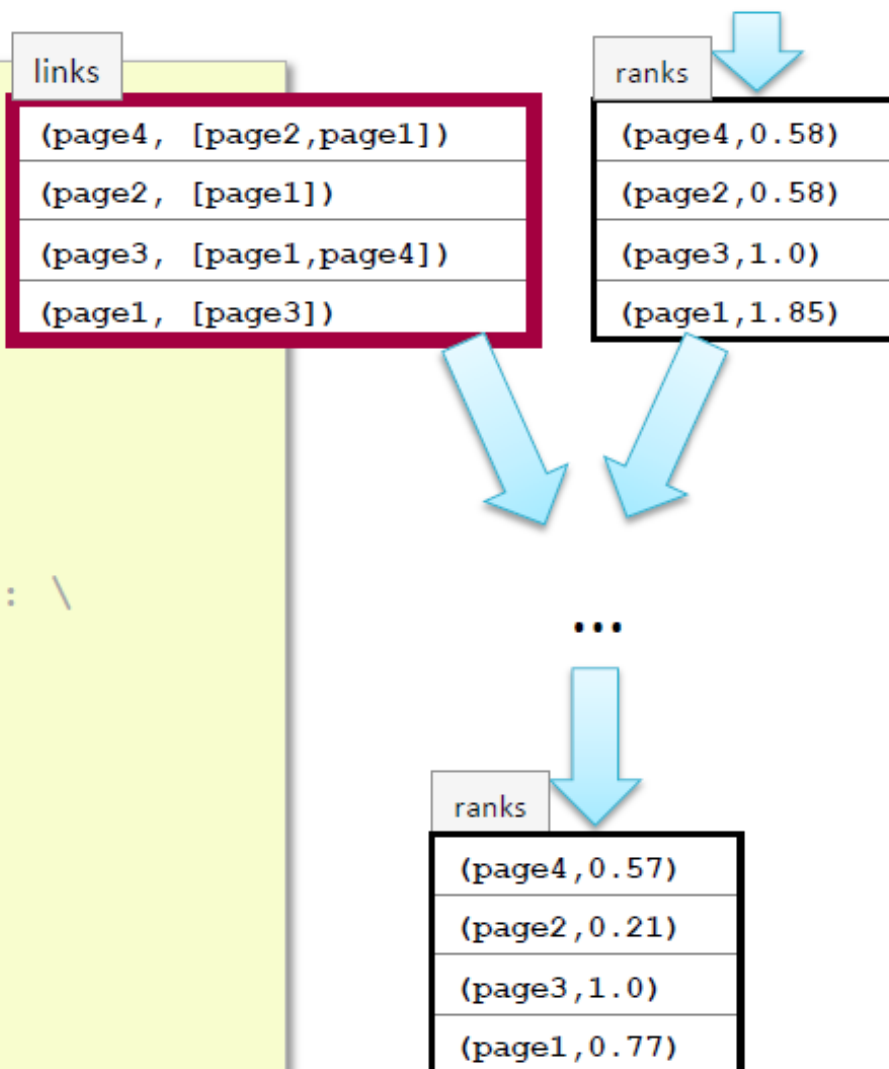 links
(page4, [page2,page1])
(page2, [page1])
(page3, [page1,page4])
(page1, [page3])
ranks
(page4,0.58)
(page2,0.58)
(page3,1.0)
(page1,1.85)
: \
...
ranks
(page4,0.57)
(page2,0.21)
(page3,1.0)
(page1,0.77)